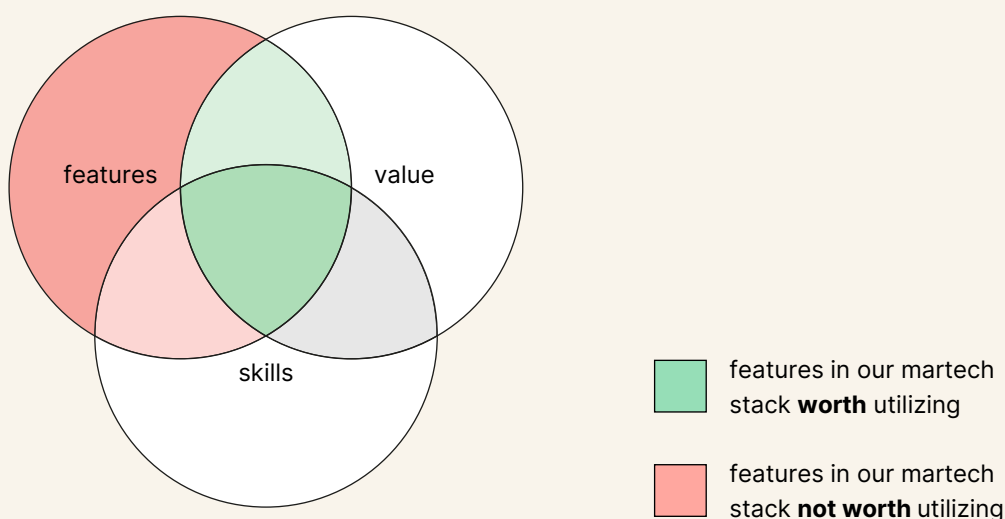 features
value
skills
features in our martech
stack worth utilizing
features in our martech
stack not worth utilizing